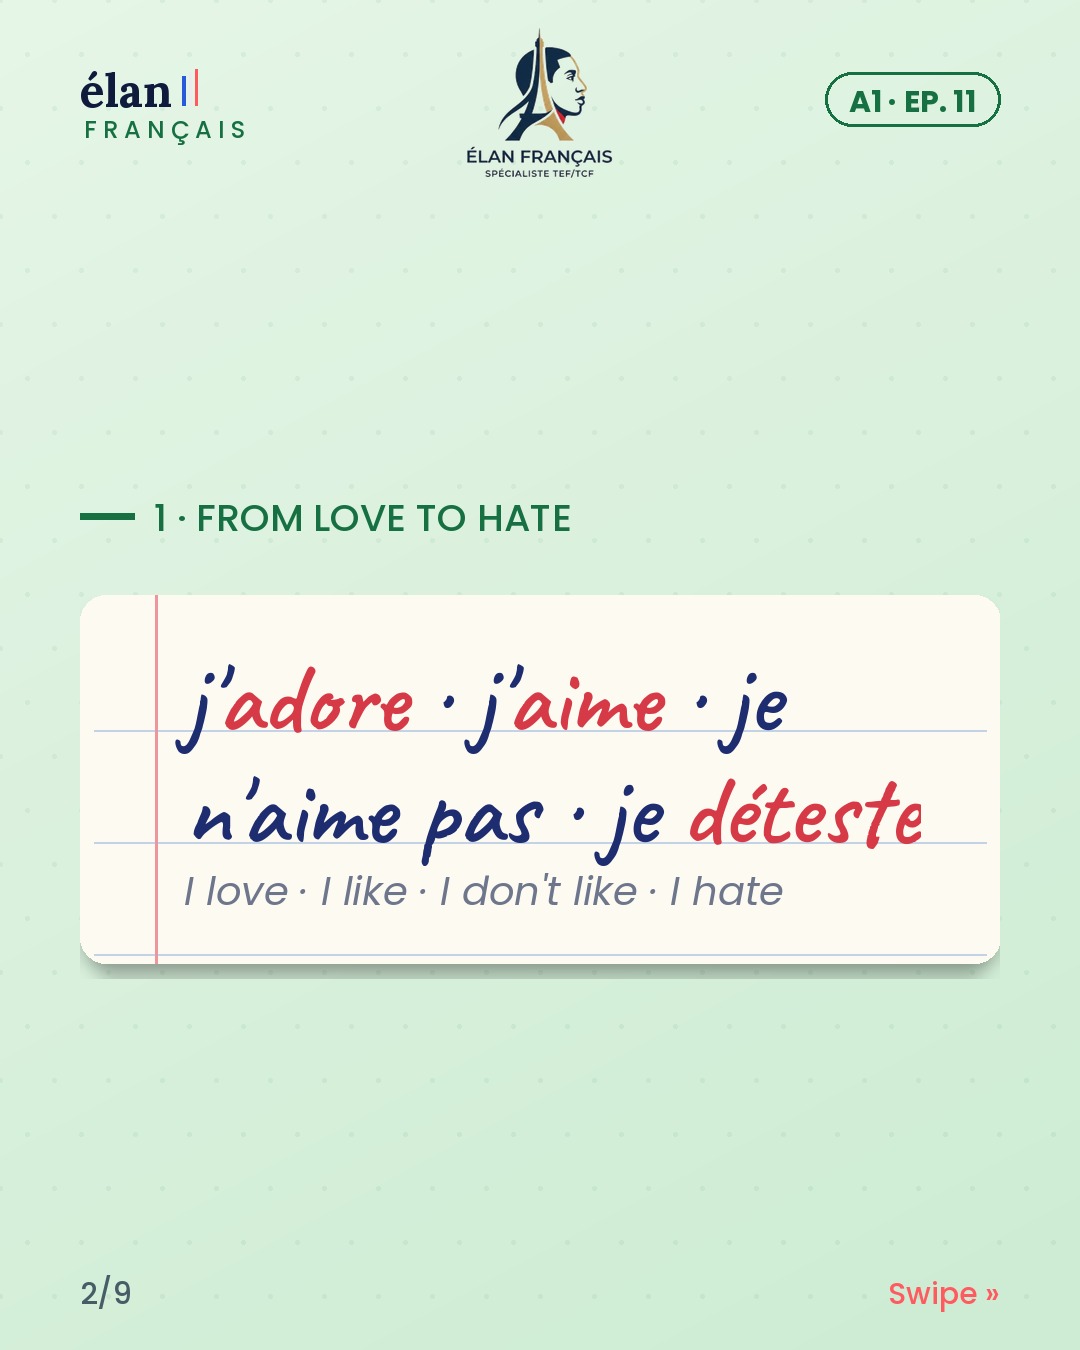 élan
FRANÇAIS
ÉLAN FRANÇAIS
SPÉCIALISTE TEF/TCF
A1 · EP. 11
1 · FROM LOVE TO HATE
j'adore · j'aime · je
n'aime pas · je déteste
I love · I like · I don't like · I hate
2/9
Swipe »